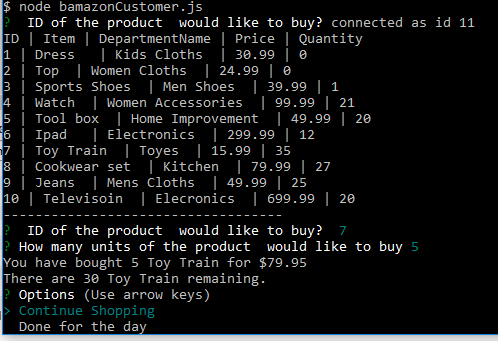 $ node bamazonCustomer.js
?  ID of the product  would like to buy? connected as id 11
ID | Item | DepartmentName | Price | Quantity
1 | Dress   | Kids Cloths  | 30.99 | 0
2 | Top  | Women Cloths  | 24.99 | 0
3 | Sports Shoes  | Men Shoes  | 39.99 | 1
4 | Watch  | Women Accessories  | 99.99 | 21
5 | Tool box  | Home Improvement  | 49.99 | 20
6 | Ipad   | Electronics  | 299.99 | 12
7 | Toy Train  | Toyes  | 15.99 | 35
8 | Cookwear set  | Kitchen  | 79.99 | 27
9 | Jeans  | Mens Cloths  | 49.99 | 25
10 | Televisoin  | Elecronics  | 699.99 | 20
-----------------------------------
?  ID of the product  would like to buy?  7
? How many units of the product  would like to buy 5
You have bought 5 Toy Train for $79.95
There are 30 Toy Train remaining.
? Options (Use arrow keys)
> Continue Shopping
  Done for the day